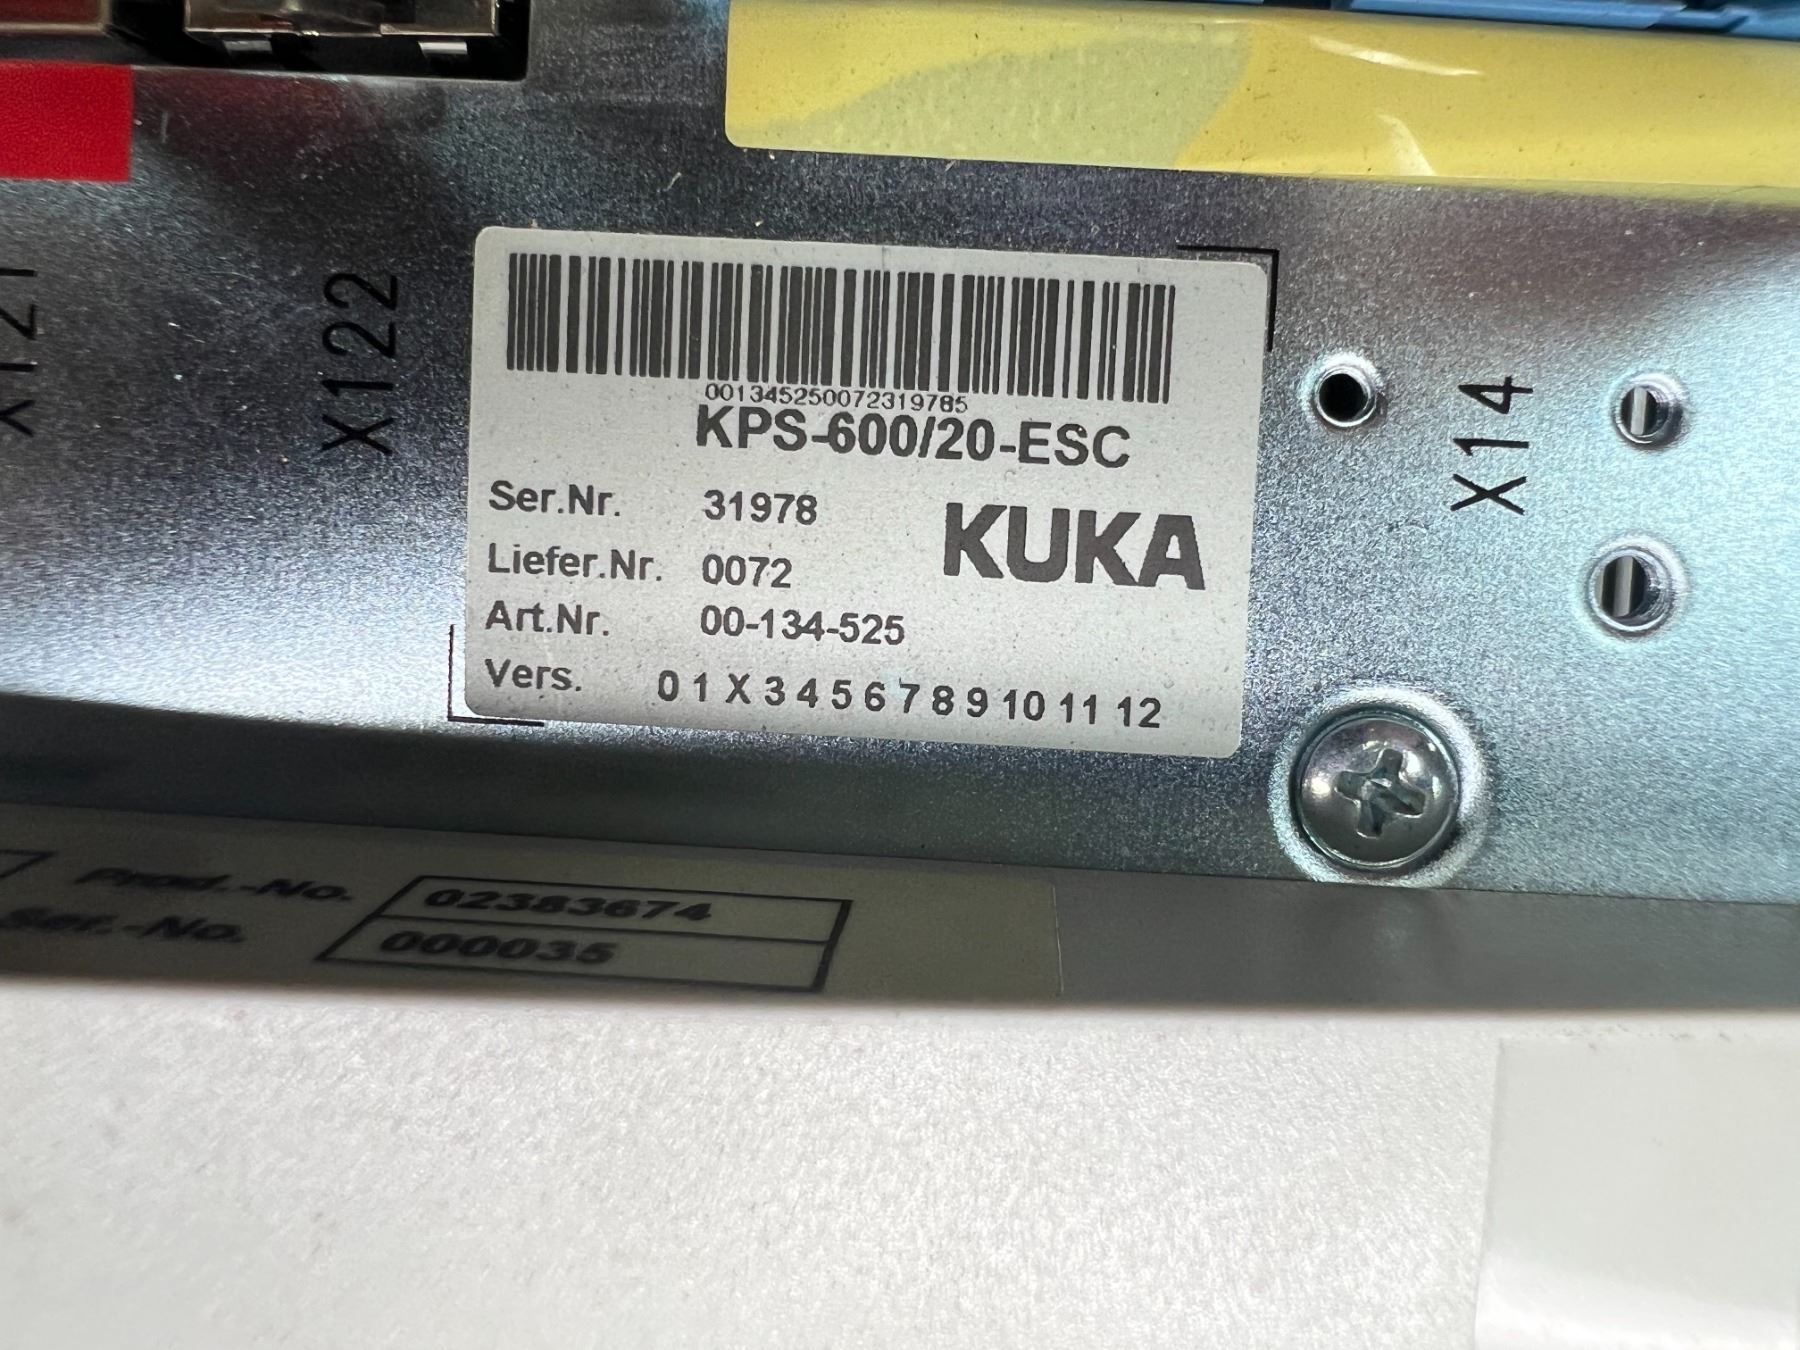 X121
X122
001345250072319785
KPS-600/20-ESC
Ser.Nr. 31978
KUKA
Liefer.Nr. 0072
Art.Nr. 00-134-525
Vers. 0 1 X 3 4 5 6 7 8 9 10 11 12
X14
Prod.-No. 02383674
Ser.-No. 000035